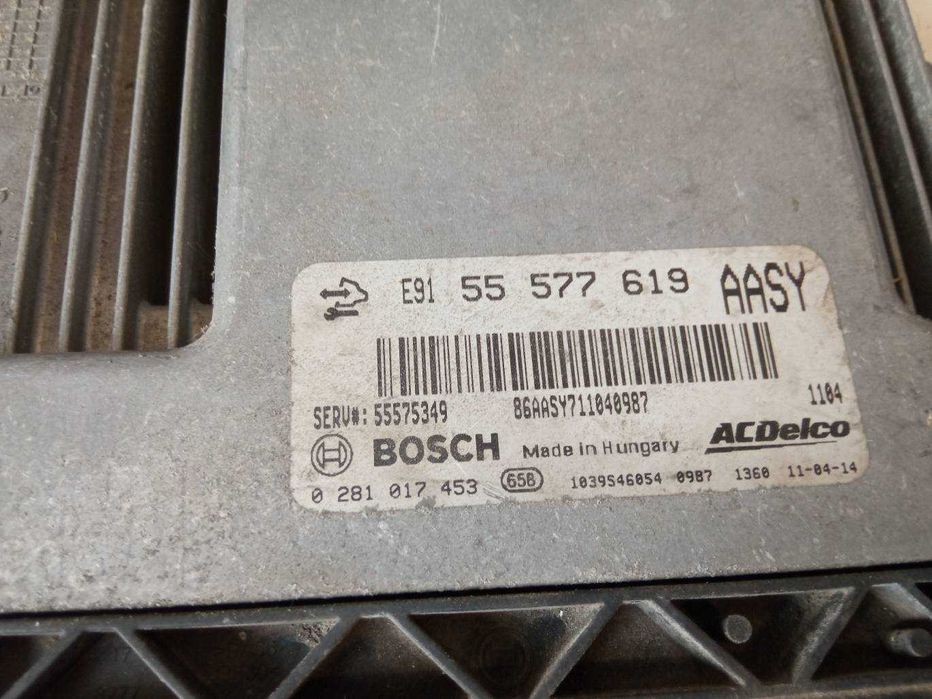 E91 55 577 619 AASY
SERV#: 55575349 86AASY711040987 1104
BOSCH Made in Hungary ACDelco
0 281 017 453 65B 1039S46054 0987 1360 11-04-14